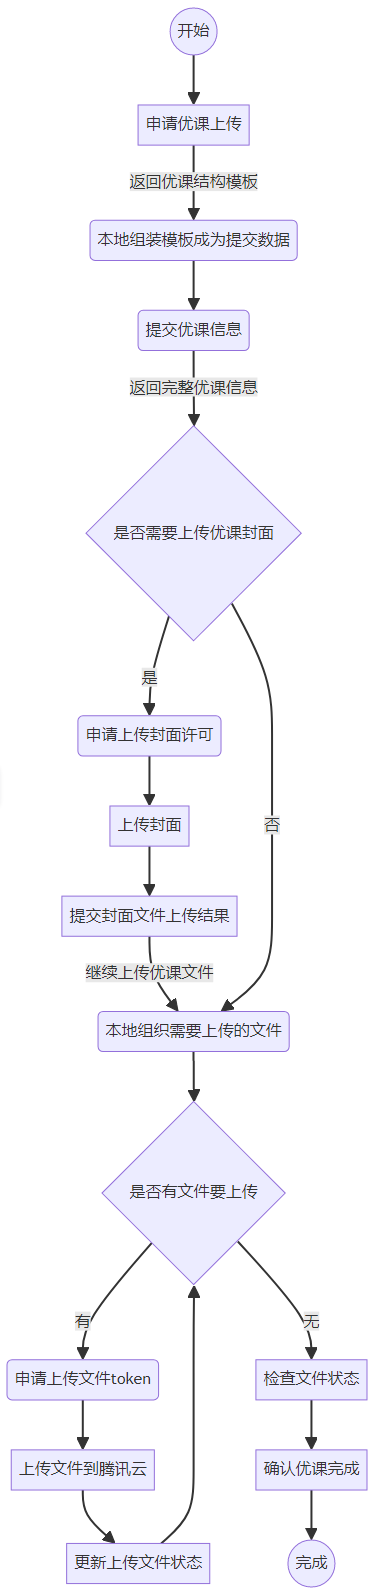 开始
申请优课上传
返回优课结构模板
本地组装模板成为提交数据
提交优课信息
返回完整优课信息
是否需要上传优课封面
是
申请上传封面许可
上传封面
否
提交封面文件上传结果
继续上传优课文件
本地组织需要上传的文件
是否有文件要上传
有
无
申请上传文件token
检查文件状态
上传文件到腾讯云
确认优课完成
更新上传文件状态
完成